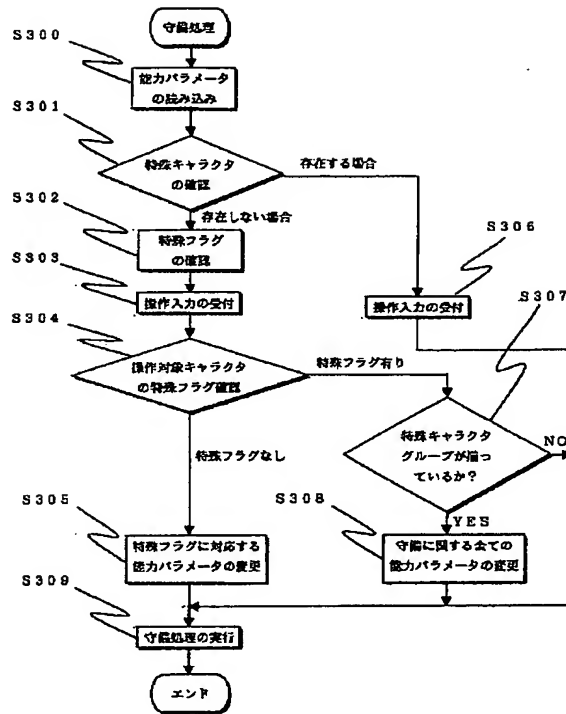 守備処理
S300
能力パラメータ
の読み込み
S301
特殊キャラクタ
の確認
存在する場合
S302
存在しない場合
特殊フラグ
の確認
S306
S303
操作入力の受付
操作入力の受付
S307
S304
操作対象キャラクタ
の特殊フラグ確認
特殊フラグ有り
特殊キャラクタ
グループが揃っ
ているか?
NO
特殊フラグなし
S305
S308
YES
特殊フラグに対応する
能力パラメータの変更
守備に関する全ての
能力パラメータの変更
S309
守備処理の実行
エンド